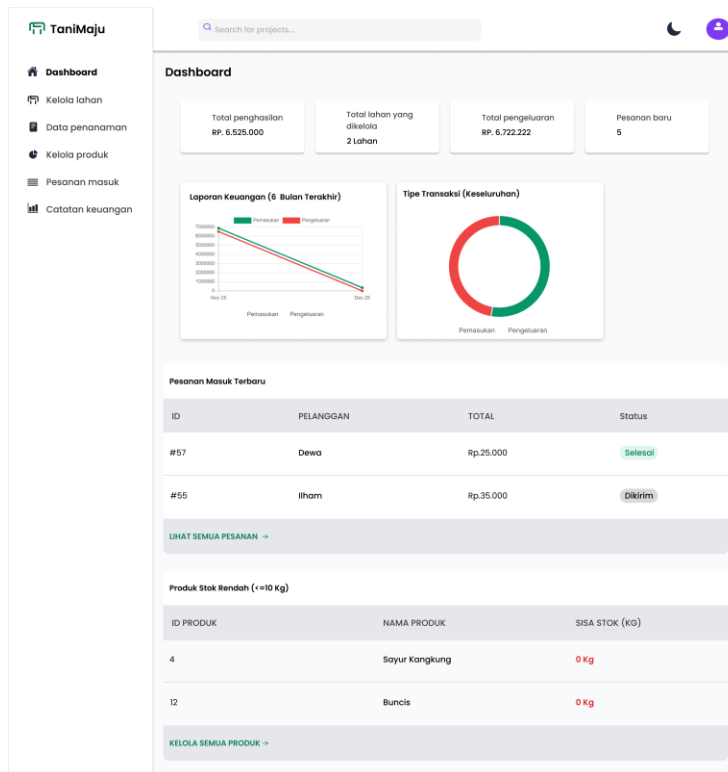 TaniMaju
Search for projects...
Dashboard
Kelola lahan
Data penanaman
Kelola produk
Pesanan masuk
Catatan keuangan
Dashboard
Total penghasilan
RP. 6.525.000
Total lahan yang
dikelola
2 Lahan
Total pengeluaran
RP. 6.722.222
Pesanan baru
5
Laporan Keuangan (6 Bulan Terakhir)
Pemasukan Pengeluaran
7000000
6000000
5000000
4000000
3000000
2000000
1000000
0
Nov 25 Dec 25
Pemasukan Pengeluaran
Tipe Transaksi (Keseluruhan)
Pemasukan Pengeluaran
Pesanan Masuk Terbaru
ID PELANGGAN TOTAL Status
#57 Dewa Rp.25.000 Selesai
#55 Ilham Rp.35.000 Dikirim
LIHAT SEMUA PESANAN →
Produk Stok Rendah (<=10 Kg)
ID PRODUK NAMA PRODUK SISA STOK (KG)
4 Sayur Kangkung 0 Kg
12 Buncis 0 Kg
KELOLA SEMUA PRODUK →